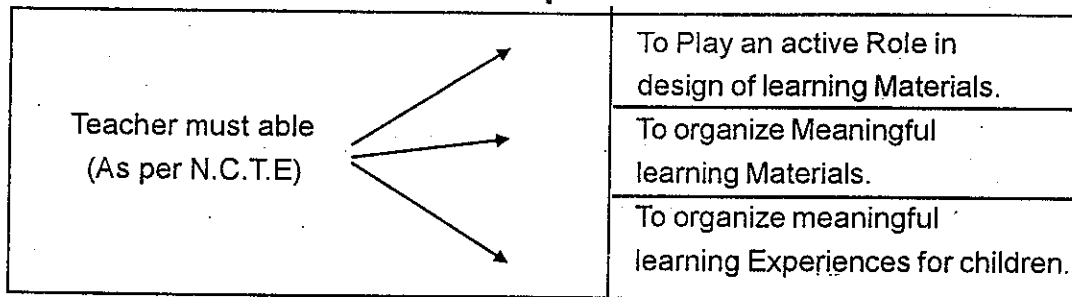 Teacher must able
(As per N.C.T.E)
To Play an active Role in
design of learning Materials.
To organize Meaningful
learning Materials.
To organize meaningful
learning Experiences for children.